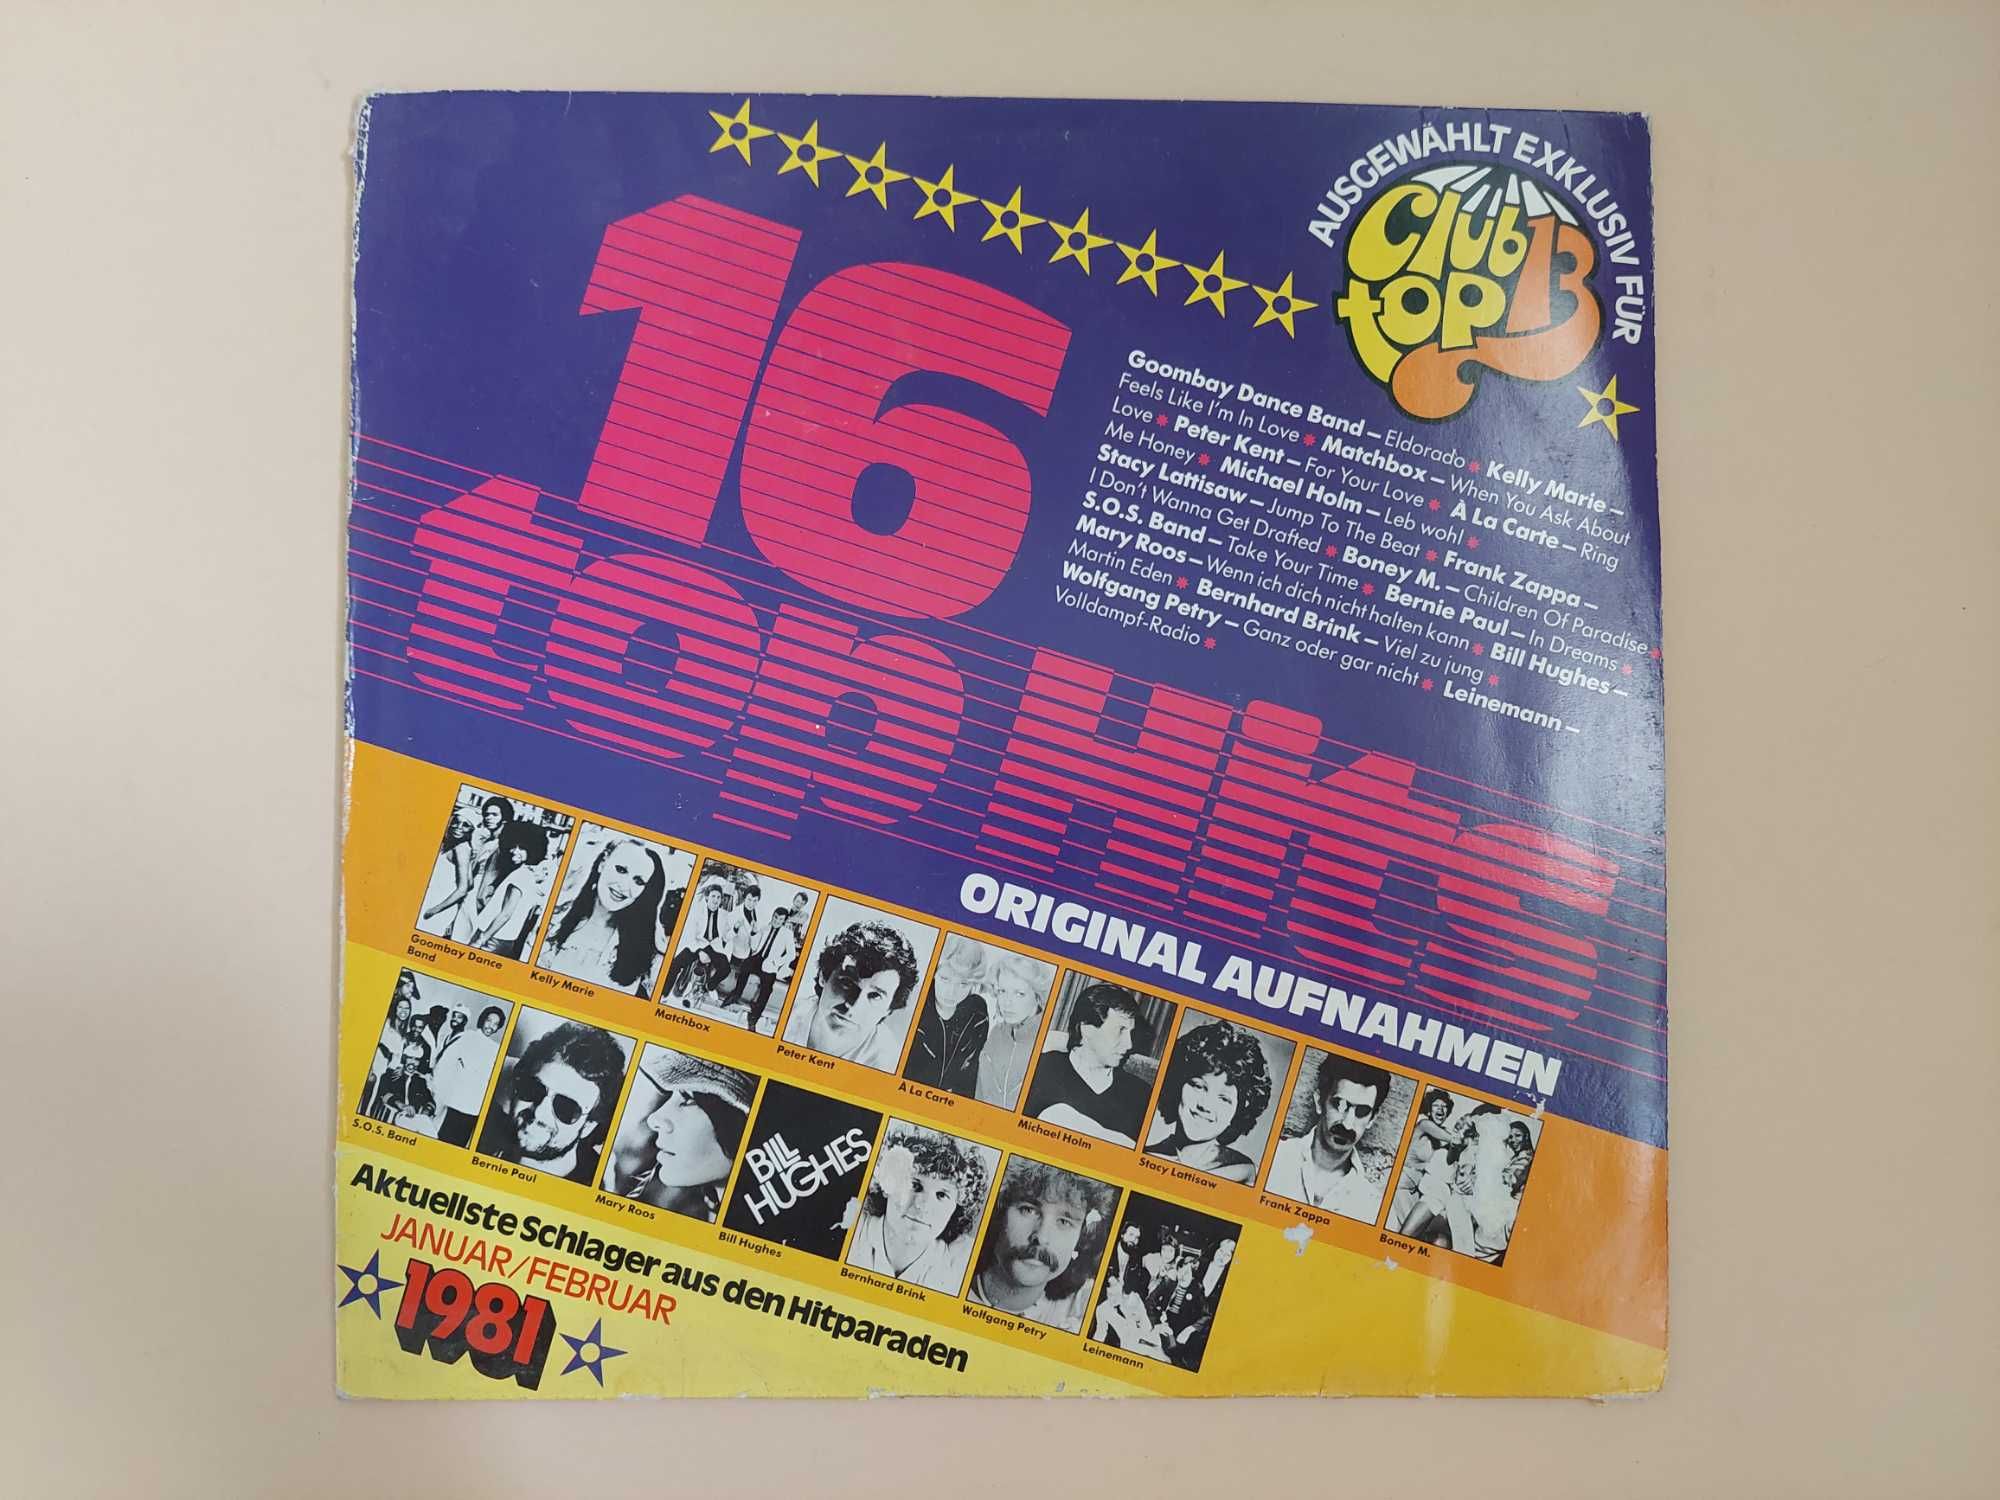 AUSGEWÄHLT EXKLUSIV FÜR
Club
top 13
16
top Hits
Goombay Dance Band – Eldorado * Kelly Marie –
Feels Like I'm In Love * Matchbox – When You Ask About
Love * Peter Kent – For Your Love * À La Carte – Ring
Me Honey * Michael Holm – Leb wohl *
Stacy Lattisaw – Jump To The Beat * Frank Zappa –
I Don't Wanna Get Drafted * Boney M. – Children Of Paradise *
S.O.S. Band – Take Your Time * Bernie Paul – In Dreams *
Mary Roos – Wenn ich dich nicht halten kann * Bill Hughes –
Martin Eden * Bernhard Brink – Viel zu jung *
Wolfgang Petry – Ganz oder gar nicht * Leinemann –
Volldampf-Radio *
ORIGINAL AUFNAHMEN
Goombay Dance
Band
Kelly Marie
Matchbox
Peter Kent
À La Carte
Michael Holm
Stacy Lattisaw
Frank Zappa
Boney M.
S.O.S. Band
Bernie Paul
Mary Roos
BILL
HUGHES
Bill Hughes
Bernhard Brink
Wolfgang Petry
Leinemann
Aktuellste Schlager aus den Hitparaden
JANUAR/FEBRUAR
1981